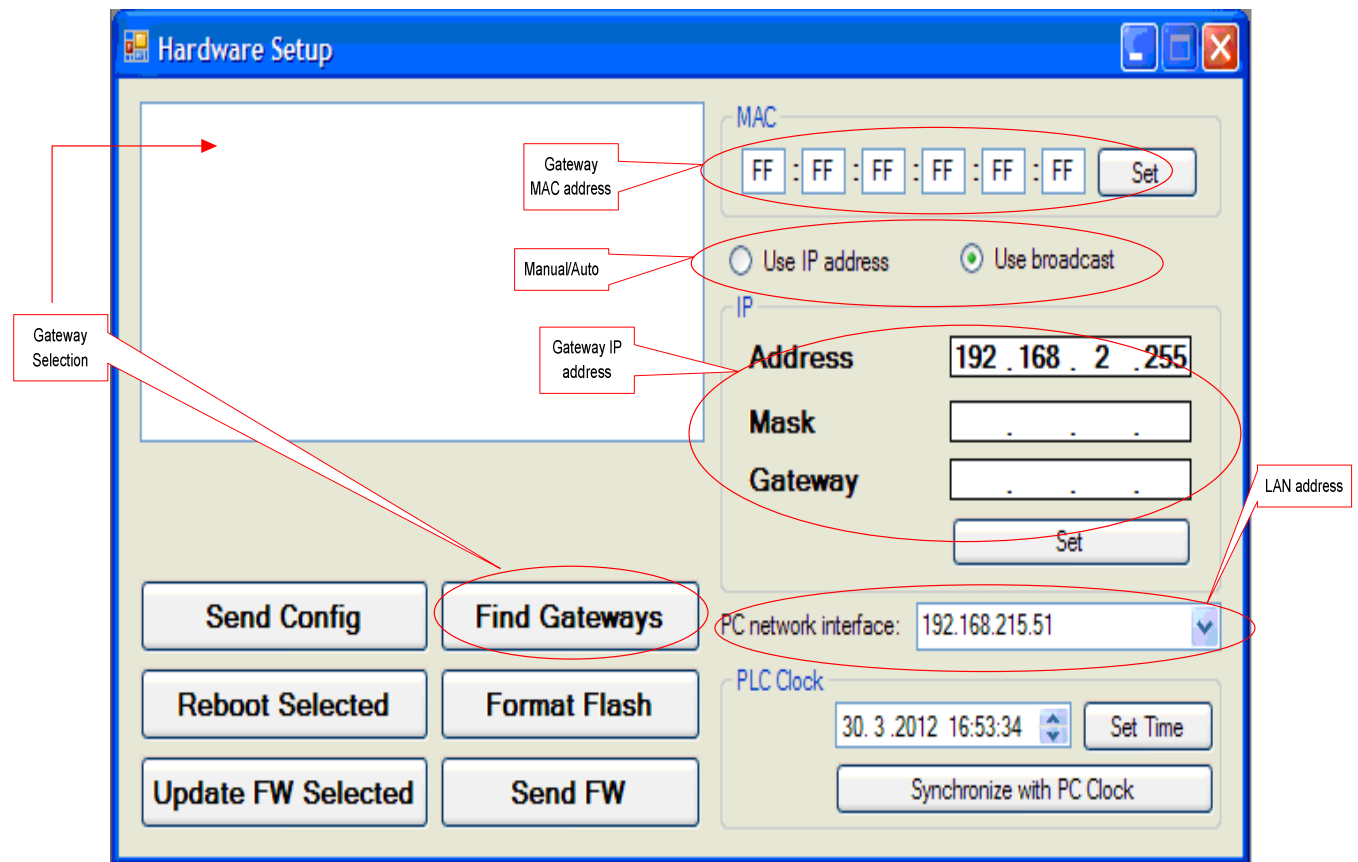 Hardware Setup
MAC
Gateway
MAC address
FF : FF : FF : FF : FF : FF
Set
Manual/Auto
Use IP address
Use broadcast
IP
Gateway
Selection
Gateway IP
address
Address
192 . 168 . 2 . 255
Mask
. . .
Gateway
. . .
LAN address
Set
Send Config
Find Gateways
PC network interface:
192.168.215.51
Reboot Selected
Format Flash
PLC Clock
30. 3 .2012 16:53:34
Set Time
Update FW Selected
Send FW
Synchronize with PC Clock